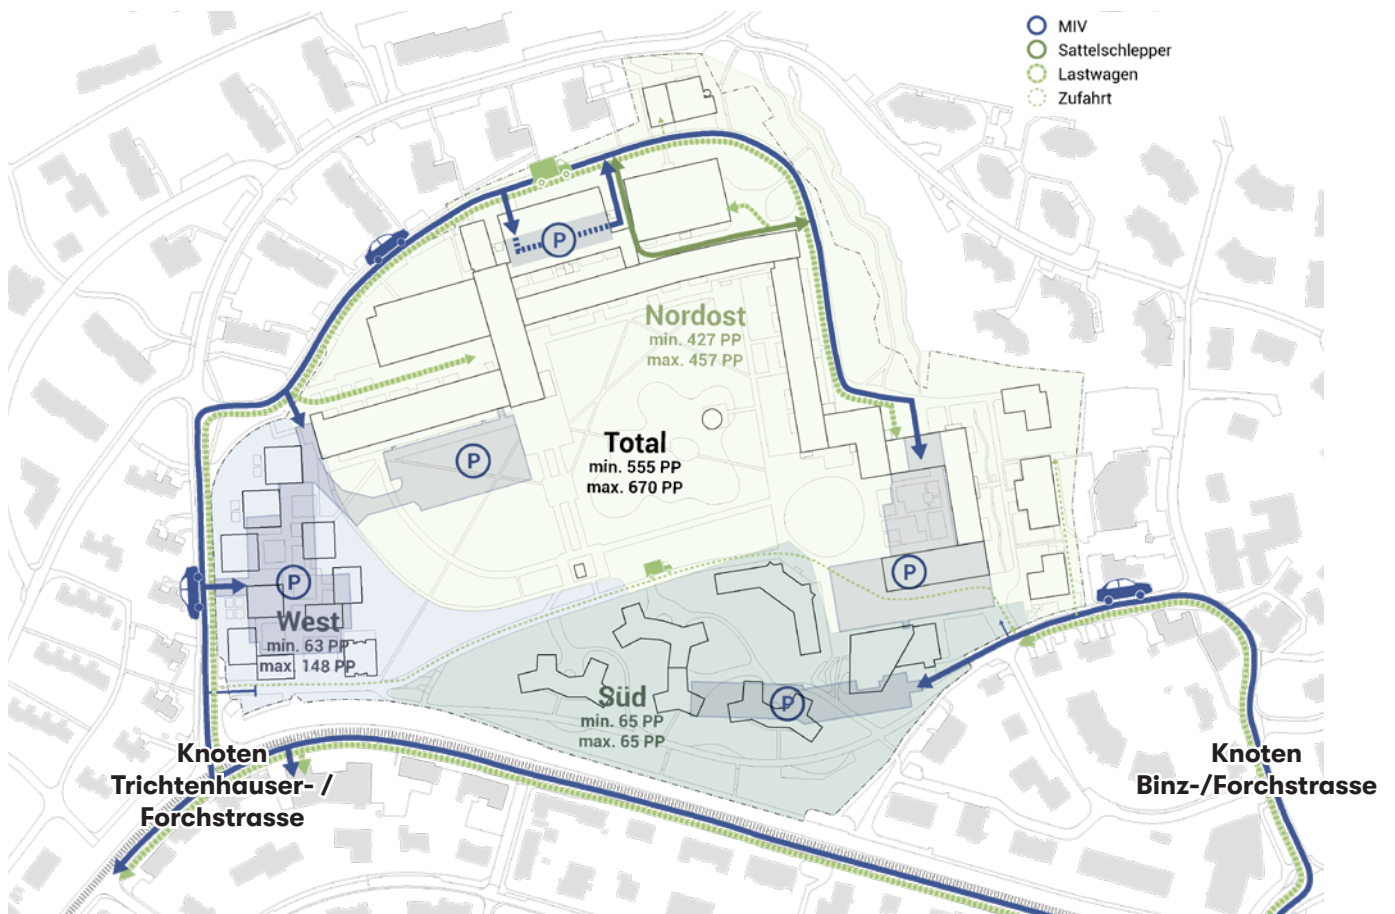 MIV
Sattelschlepper
Lastwagen
Zufahrt
P
Nordost
min. 427 PP
max. 457 PP
P
Total
min. 555 PP
max. 670 PP
P
P
West
min. 63 PP
max. 148 PP
Süd
min. 65 PP
max. 65 PP
P
Knoten
Trichtenhauser- /
Forchstrasse
Knoten
Binz-/Forchstrasse